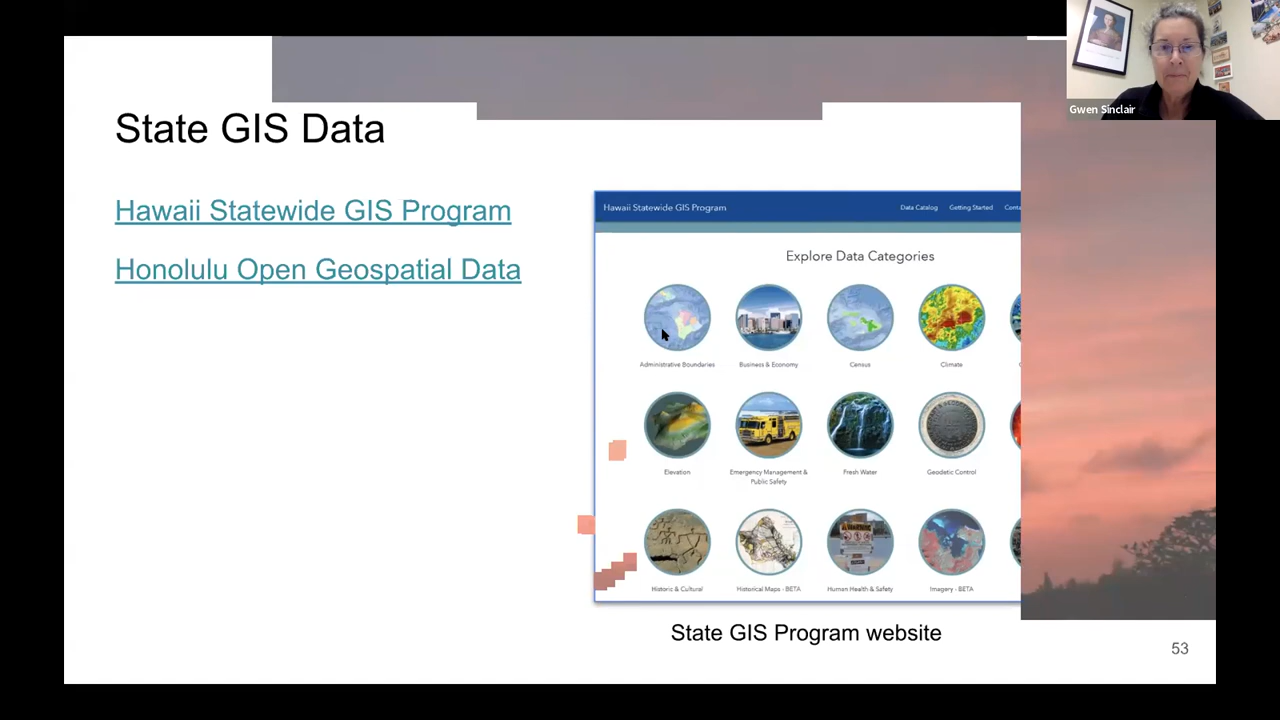 Gwen Sinclair
State GIS Data
Hawaii Statewide GIS Program
Honolulu Open Geospatial Data
Hawaii Statewide GIS Program
Data Catalog Getting Started Conta
Explore Data Categories
Administrative Boundaries
Business & Economy
Census
Climate
Elevation
Emergency Management &
Public Safety
Fresh Water
Geodetic Control
Historic & Cultural
Historical Maps - BETA
Human Health & Safety
Imagery - BETA
State GIS Program website
53